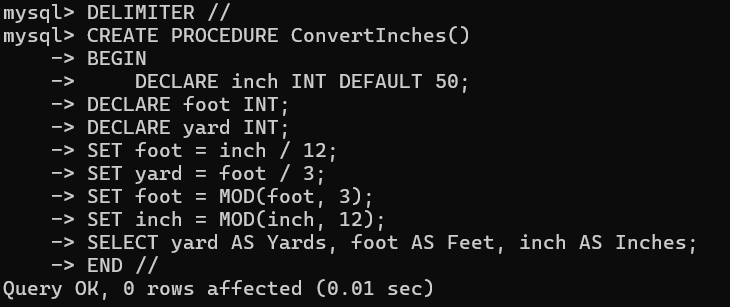 mysql> DELIMITER //
mysql> CREATE PROCEDURE ConvertInches()
    -> BEGIN
    ->     DECLARE inch INT DEFAULT 50;
    -> DECLARE foot INT;
    -> DECLARE yard INT;
    -> SET foot = inch / 12;
    -> SET yard = foot / 3;
    -> SET foot = MOD(foot, 3);
    -> SET inch = MOD(inch, 12);
    -> SELECT yard AS Yards, foot AS Feet, inch AS Inches;
    -> END //
Query OK, 0 rows affected (0.01 sec)